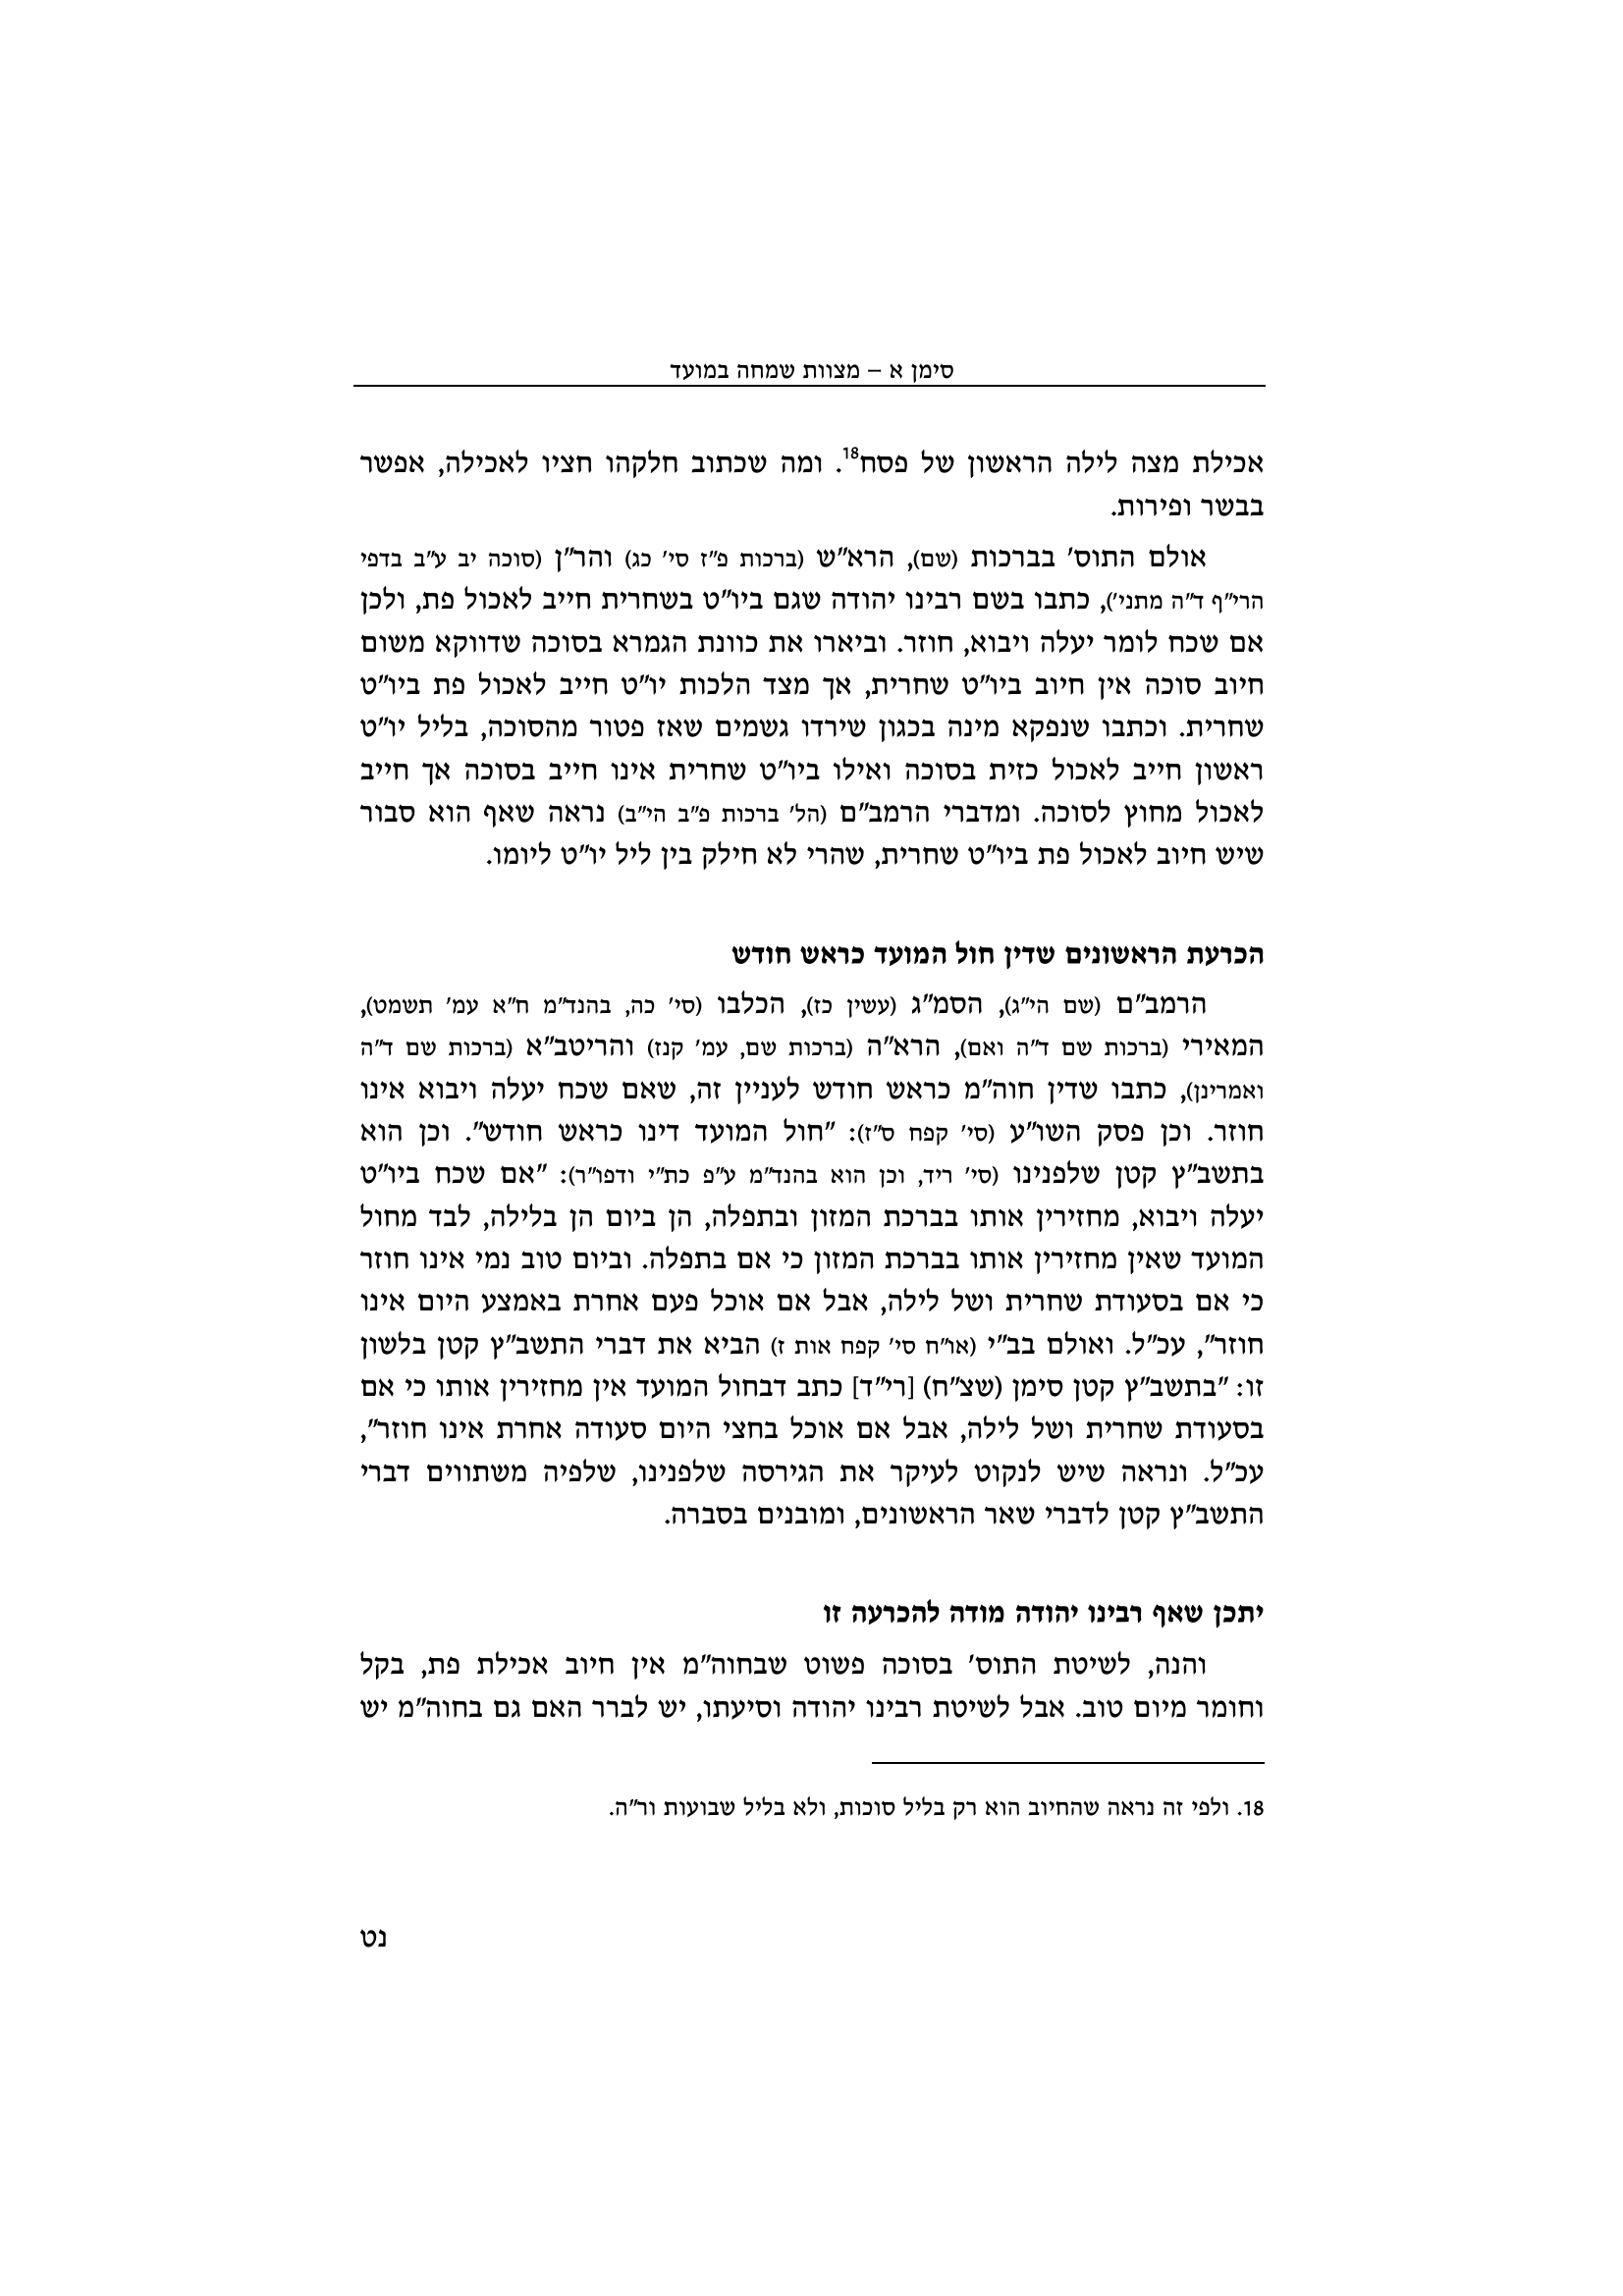 סימן א – מצוות שמחה במועד
אכילת מצה לילה הראשון של פסח18. ומה שכתוב חלקהו חציו לאכילה, אפשר
בבשר ופירות.
אולם התוס' בברכות (שם), הרא"ש (ברכות פ"ז סי' כג) והר"ן (סוכה יב ע"ב בדפי
הרי"ף ד"ה מתני'), כתבו בשם רבינו יהודה שגם ביו"ט בשחרית חייב לאכול פת, ולכן
אם שכח לומר יעלה ויבוא, חוזר. וביארו את כוונת הגמרא בסוכה שדווקא משום
חיוב סוכה אין חיוב ביו"ט שחרית, אך מצד הלכות יו"ט חייב לאכול פת ביו"ט
שחרית. וכתבו שנפקא מינה בכגון שירדו גשמים שאז פטור מהסוכה, בליל יו"ט
ראשון חייב לאכול כזית בסוכה ואילו ביו"ט שחרית אינו חייב בסוכה אך חייב
לאכול מחוץ לסוכה. ומדברי הרמב"ם (הל' ברכות פ"ב הי"ב) נראה שאף הוא סבור
שיש חיוב לאכול פת ביו"ט שחרית, שהרי לא חילק בין ליל יו"ט ליומו.
הכרעת הראשונים שדין חול המועד כראש חודש
הרמב"ם (שם הי"ג), הסמ"ג (עשין כז), הכלבו (סי' כה, בהנד"מ ח"א עמ' תשמט),
המאירי (ברכות שם ד"ה ואם), הרא"ה (ברכות שם, עמ' קנז) והריטב"א (ברכות שם ד"ה
ואמרינן), כתבו שדין חוה"מ כראש חודש לעניין זה, שאם שכח יעלה ויבוא אינו
חוזר. וכן פסק השו"ע (סי' קפח ס"ז): "חול המועד דינו כראש חודש". וכן הוא
בתשב"ץ קטן שלפנינו (סי' ריד, וכן הוא בהנד"מ ע"פ כת"י ודפו"ר): "אם שכח ביו"ט
יעלה ויבוא, מחזירין אותו בברכת המזון ובתפלה, הן ביום הן בלילה, לבד מחול
המועד שאין מחזירין אותו בברכת המזון כי אם בתפלה. וביום טוב נמי אינו חוזר
כי אם בסעודת שחרית ושל לילה, אבל אם אוכל פעם אחרת באמצע היום אינו
חוזר", עכ"ל. ואולם בב"י (או"ח סי' קפח אות ז) הביא את דברי התשב"ץ קטן בלשון
זו: "בתשב"ץ קטן סימן (שצ"ח) [רי"ד] כתב דבחול המועד אין מחזירין אותו כי אם
בסעודת שחרית ושל לילה, אבל אם אוכל בחצי היום סעודה אחרת אינו חוזר",
עכ"ל. ונראה שיש לנקוט לעיקר את הגירסה שלפנינו, שלפיה משתווים דברי
התשב"ץ קטן לדברי שאר הראשונים, ומובנים בסברה.
יתכן שאף רבינו יהודה מודה להכרעה זו
והנה, לשיטת התוס' בסוכה פשוט שבחוה"מ אין חיוב אכילת פת, בקל
וחומר מיום טוב. אבל לשיטת רבינו יהודה וסיעתו, יש לברר האם גם בחוה"מ יש
18. ולפי זה נראה שהחיוב הוא רק בליל סוכות, ולא בליל שבועות ור"ה.
נט